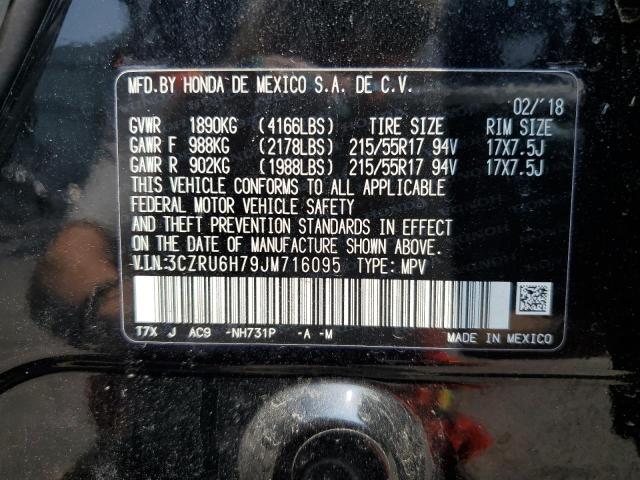 MFD.BY HONDA DE MEXICO S.A. DE C.V.
02/'18
GVWR 1890KG (4166LBS) TIRE SIZE RIM SIZE
GAWR F 988KG (2178LBS) 215/55R17 94V 17X7.5J
GAWR R 902KG (1988LBS) 215/55R17 94V 17X7.5J
THIS VEHICLE CONFORMS TO ALL APPLICABLE
FEDERAL MOTOR VEHICLE SAFETY
AND THEFT PREVENTION STANDARDS IN EFFECT
ON THE DATE OF MANUFACTURE SHOWN ABOVE.
V.I.N:3CZRU6H79JM716095 TYPE: MPV
T7X J AC9 -NH731P -A -M MADE IN MEXICO